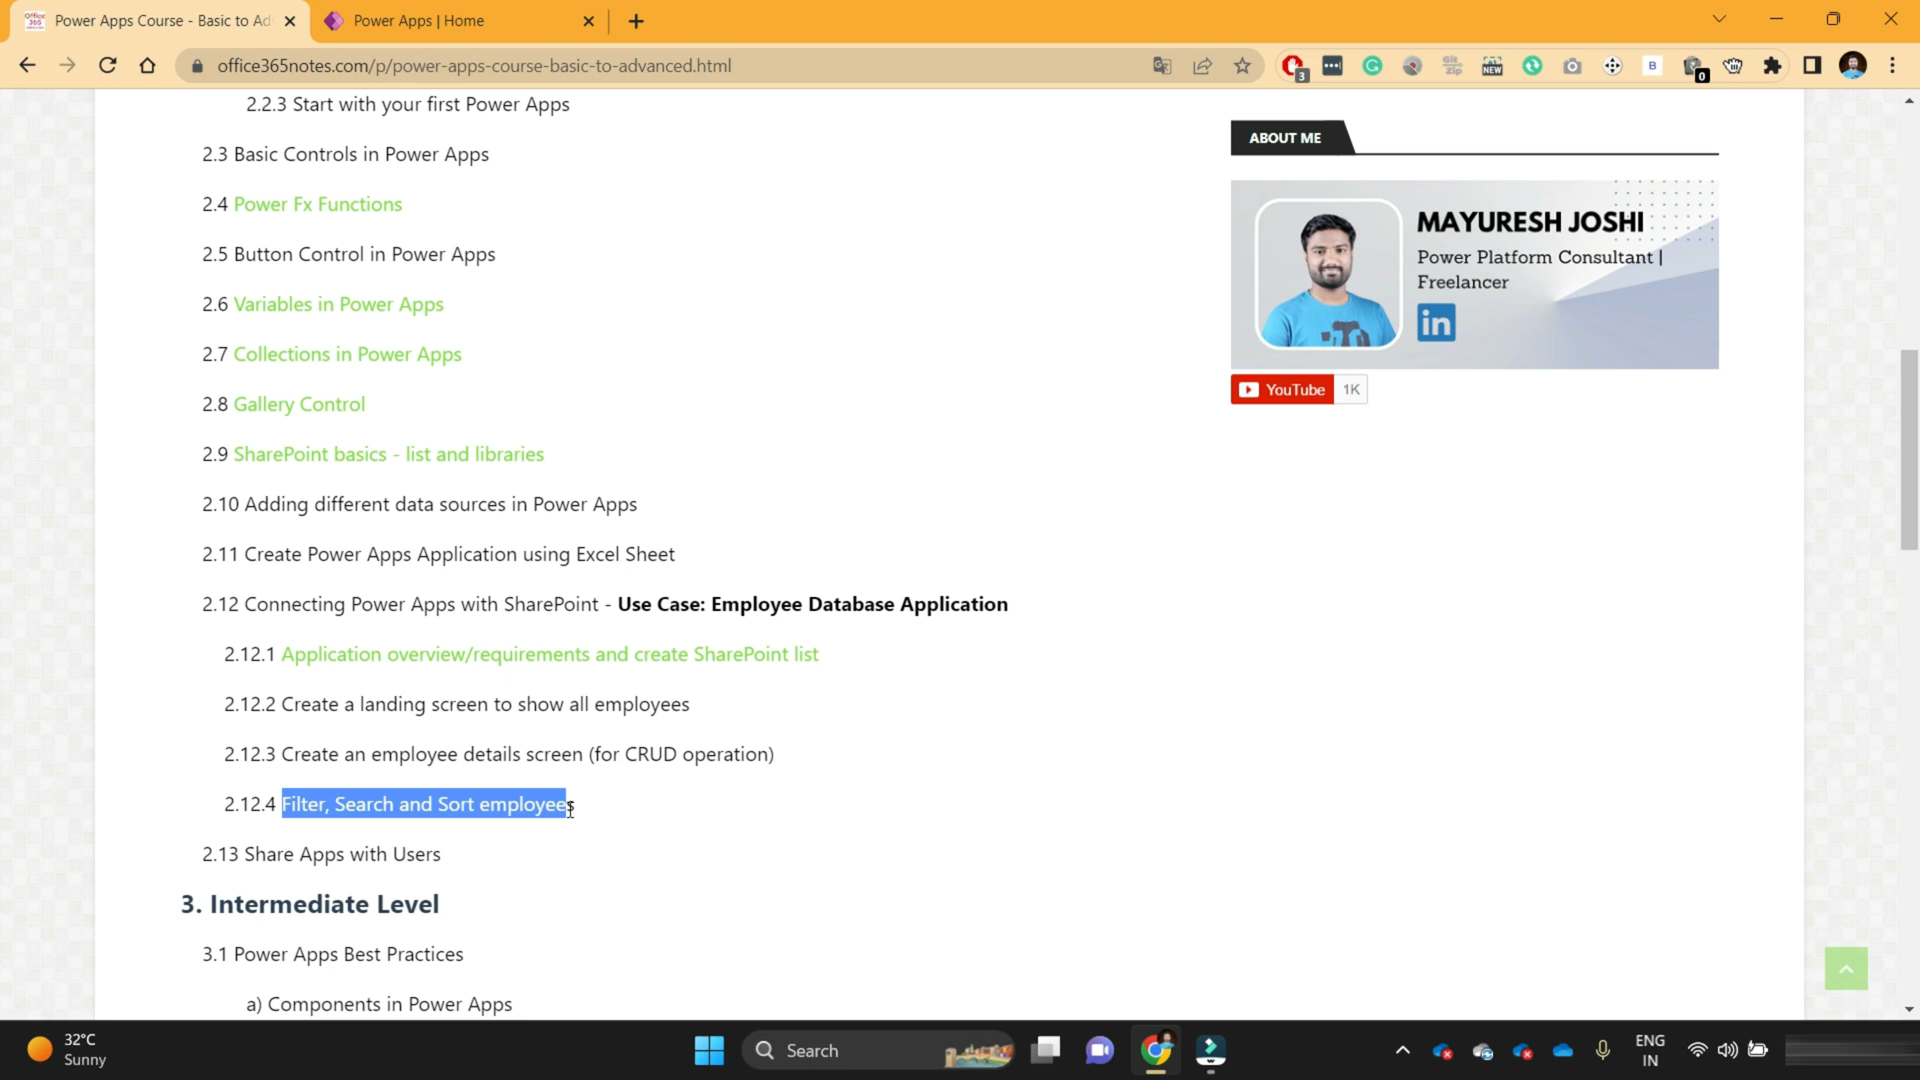 Power Apps Course - Basic to Ad
Power Apps | Home
office365notes.com/p/power-apps-course-basic-to-advanced.html
2.2.3 Start with your first Power Apps
2.3 Basic Controls in Power Apps
2.4 Power Fx Functions
2.5 Button Control in Power Apps
2.6 Variables in Power Apps
2.7 Collections in Power Apps
2.8 Gallery Control
2.9 SharePoint basics - list and libraries
2.10 Adding different data sources in Power Apps
2.11 Create Power Apps Application using Excel Sheet
2.12 Connecting Power Apps with SharePoint - Use Case: Employee Database Application
2.12.1 Application overview/requirements and create SharePoint list
2.12.2 Create a landing screen to show all employees
2.12.3 Create an employee details screen (for CRUD operation)
2.12.4 Filter, Search and Sort employees
2.13 Share Apps with Users
3. Intermediate Level
3.1 Power Apps Best Practices
a) Components in Power Apps
ABOUT ME
MAYURESH JOSHI
Power Platform Consultant |
Freelancer
in
YouTube 1K
32°C
Sunny
Search
ENG
IN